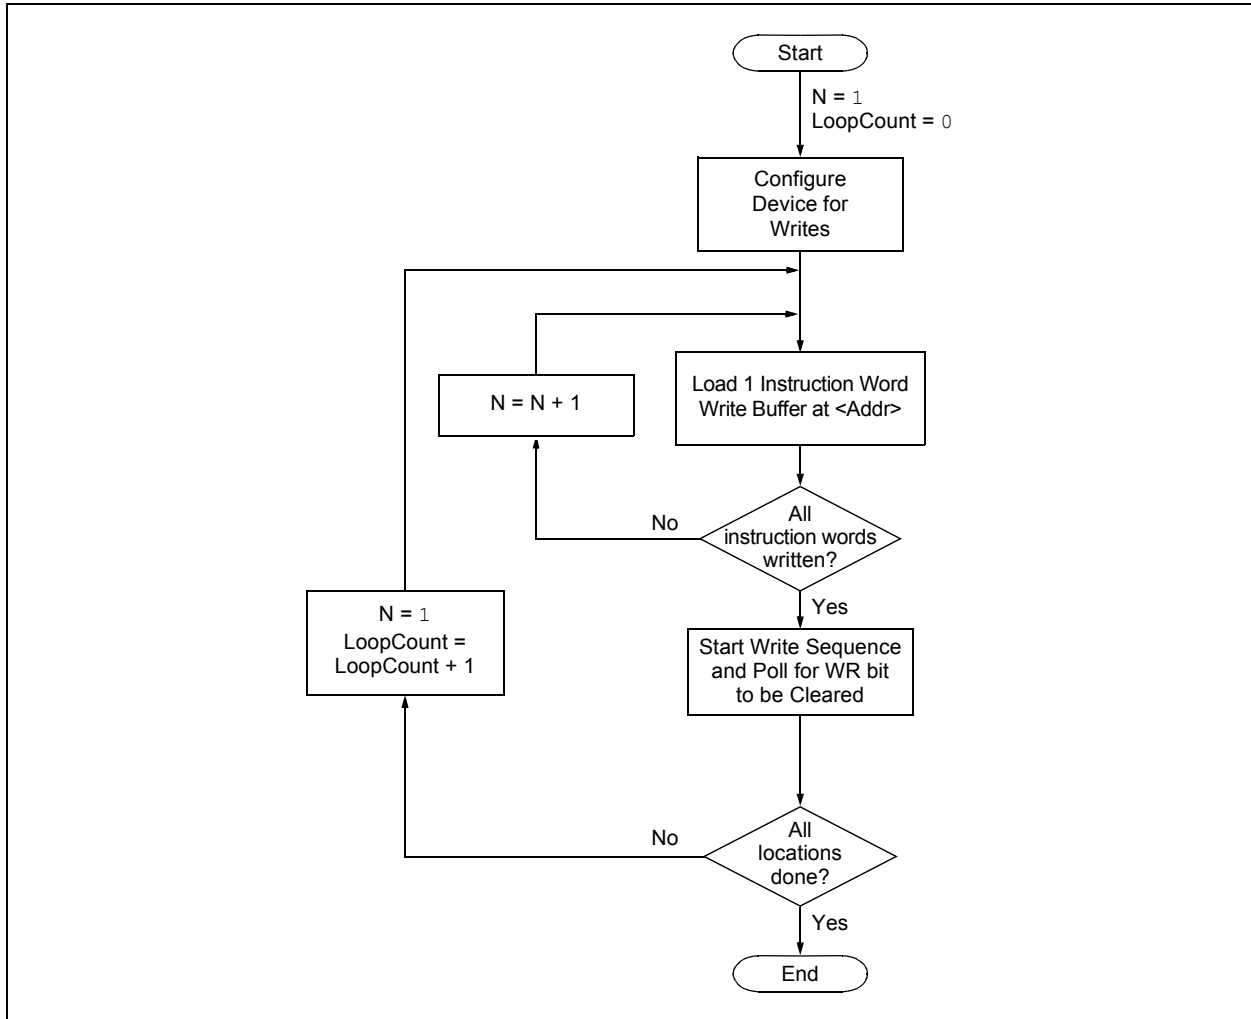 Start
N = 1
LoopCount = 0
Configure
Device for
Writes
Load 1 Instruction Word
Write Buffer at <Addr>
N = N + 1
All
instruction words
written?
No
Yes
N = 1
LoopCount =
LoopCount + 1
Start Write Sequence
and Poll for WR bit
to be Cleared
All
locations
done?
No
Yes
End